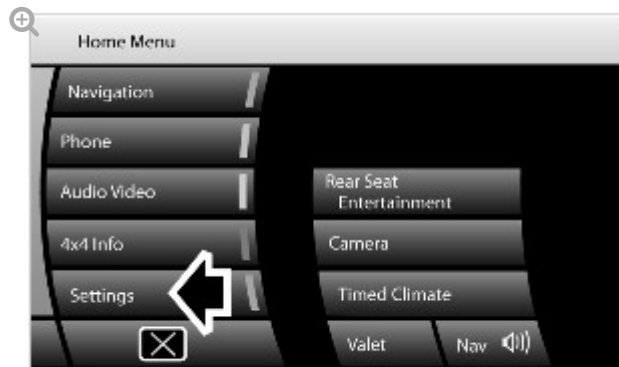 Home Menu
Navigation
Phone
Audio Video
4x4 Info
Settings
Rear Seat
Entertainment
Camera
Timed Climate
Valet
Nav